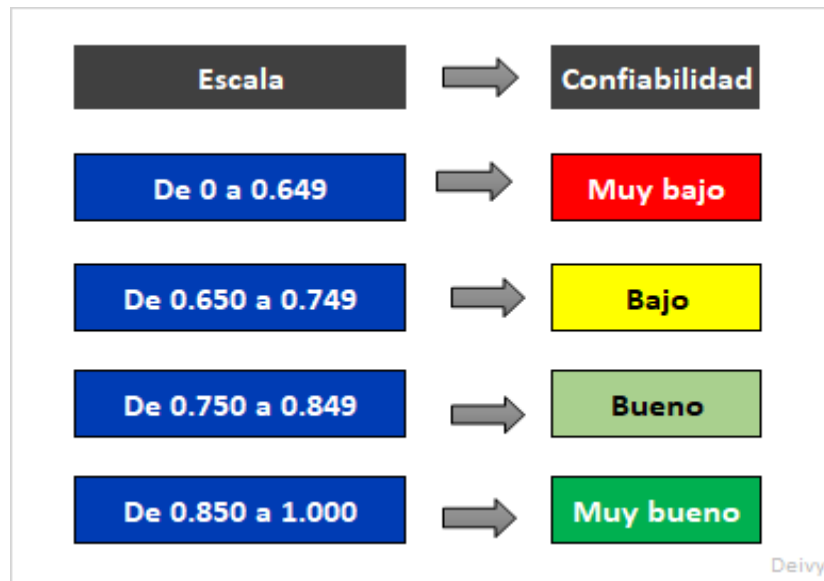 Escala
Confiabilidad
De 0 a 0.649
Muy bajo
De 0.650 a 0.749
Bajo
De 0.750 a 0.849
Bueno
De 0.850 a 1.000
Muy bueno
Deivy